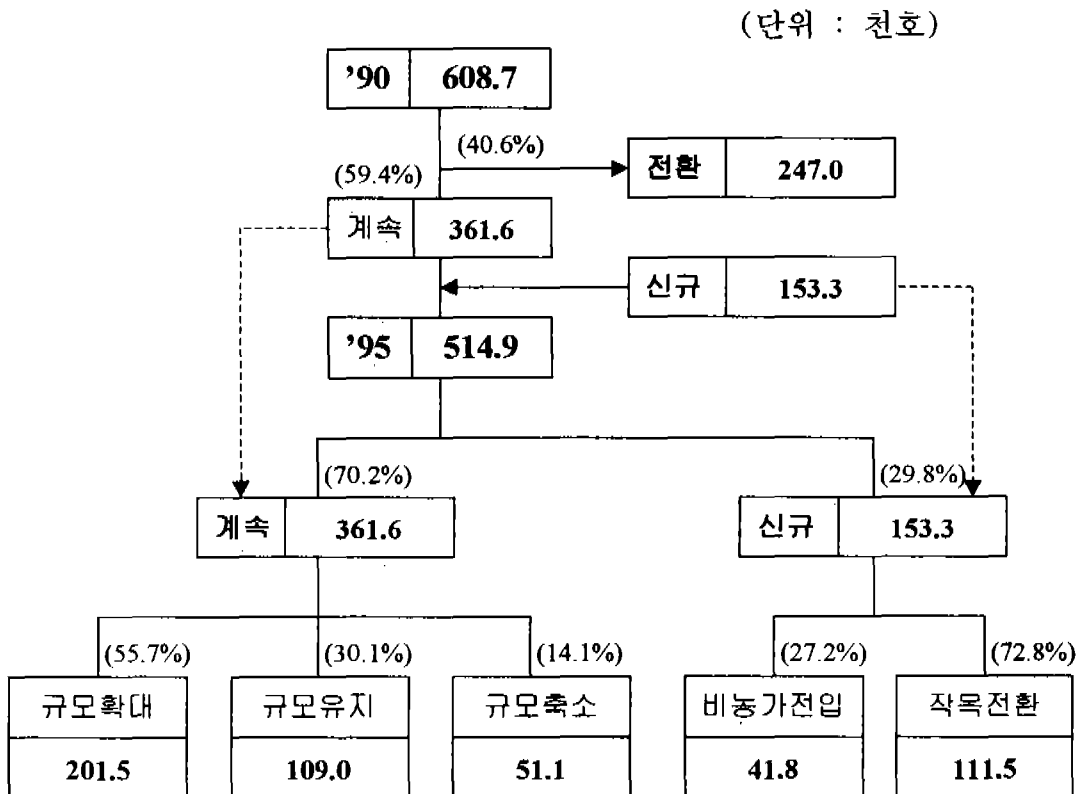 (단위 : 천호)
’90 608.7
(40.6%)
전환 247.0
(59.4%)
계속 361.6
신규 153.3
’95 514.9
(70.2%) (29.8%)
계속 361.6 신규 153.3
(55.7%) (30.1%) (14.1%) (27.2%) (72.8%)
규모확대 규모유지 규모축소 비농가전입 작목전환
201.5 109.0 51.1 41.8 111.5